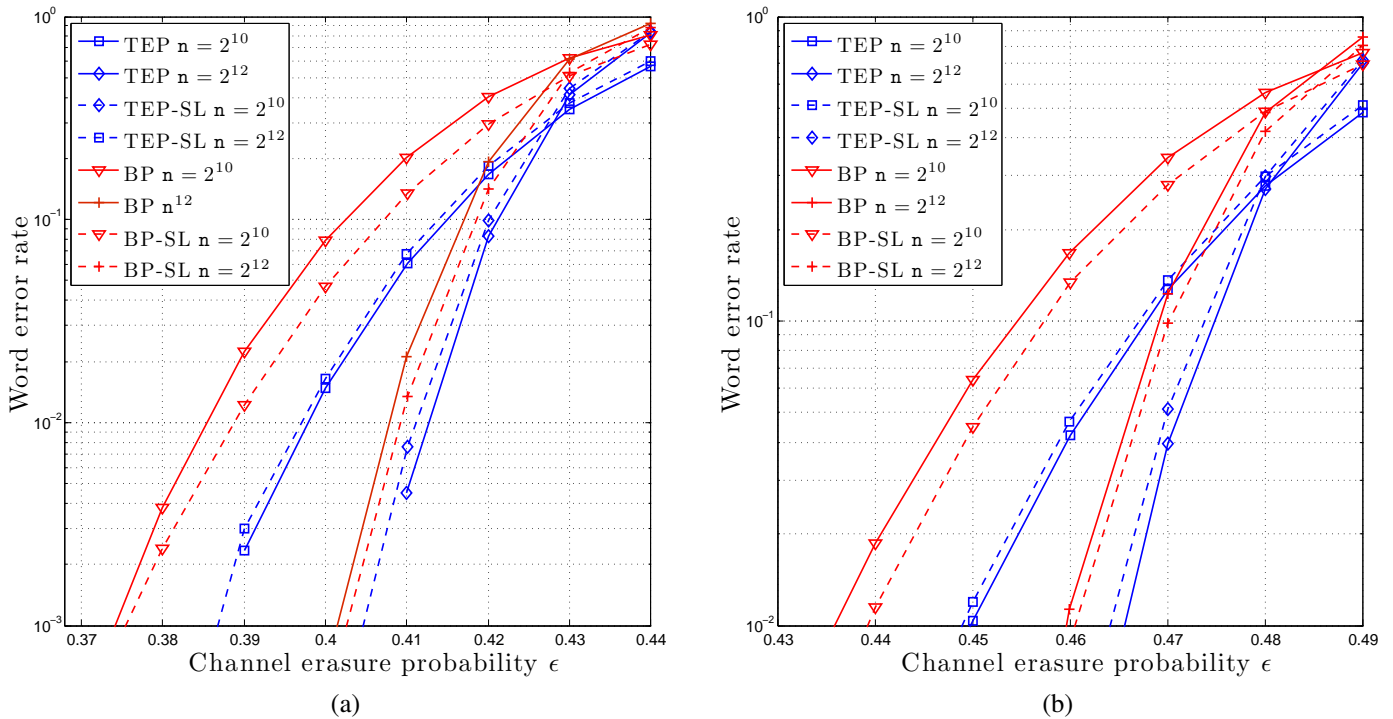 TEP n = 2^10
TEP n = 2^12
TEP-SL n = 2^10
TEP-SL n = 2^12
BP n = 2^10
BP n^12
BP-SL n = 2^10
BP-SL n = 2^12
10^0
10^-1
10^-2
10^-3
Word error rate
0.37 0.38 0.39 0.4 0.41 0.42 0.43 0.44
Channel erasure probability ϵ
(a)
TEP n = 2^10
TEP n = 2^12
TEP-SL n = 2^10
TEP-SL n = 2^12
BP n = 2^10
BP n = 2^12
BP-SL n = 2^10
BP-SL n = 2^12
10^0
10^-1
10^-2
Word error rate
0.43 0.44 0.45 0.46 0.47 0.48 0.49
Channel erasure probability ϵ
(b)